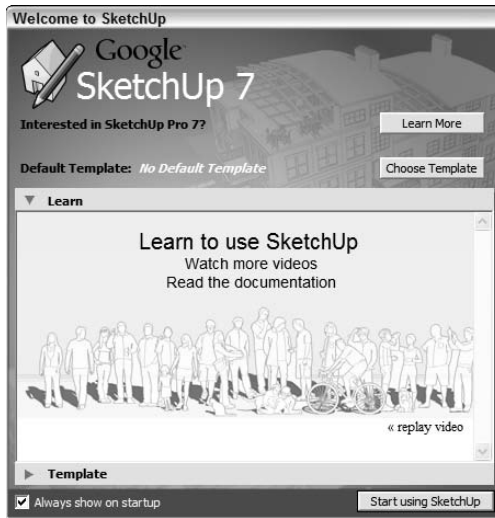 Welcome to SketchUp
Google
SketchUp 7
Interested in SketchUp Pro 7?
Learn More
Default Template: No Default Template
Choose Template
Learn
Learn to use SketchUp
Watch more videos
Read the documentation
« replay video
Template
Always show on startup
Start using SketchUp